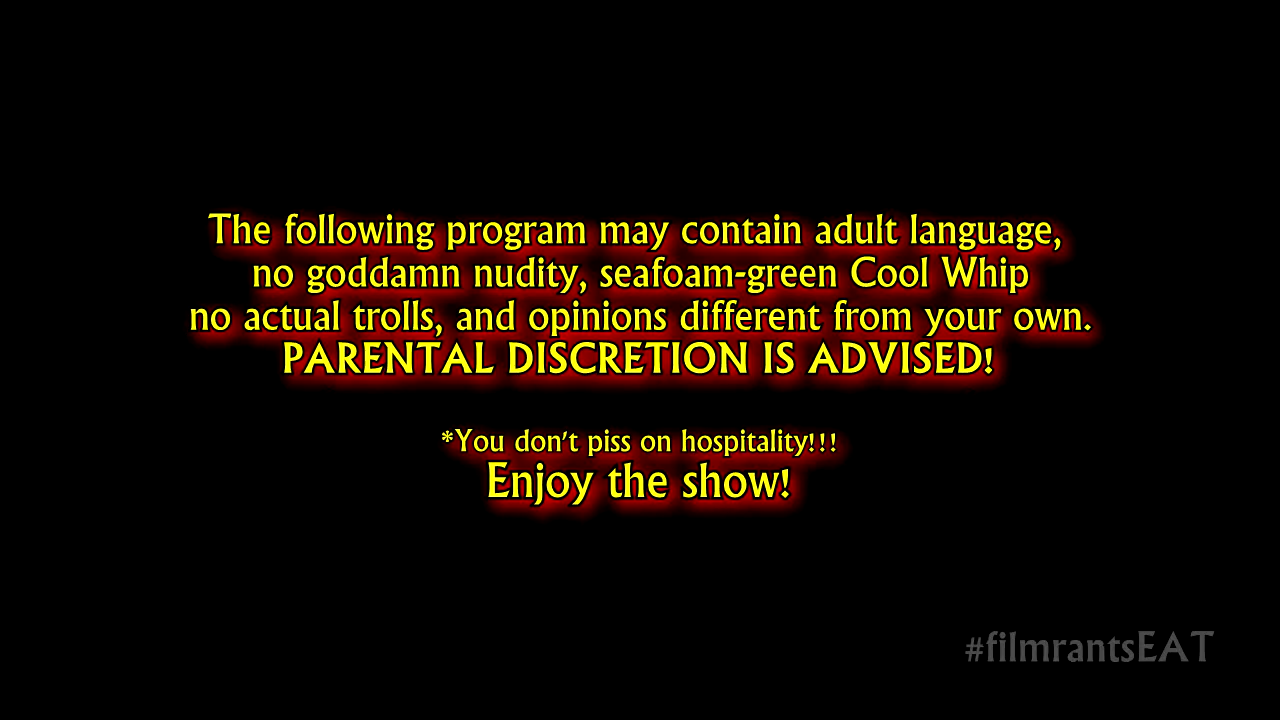 The following program may contain adult language,
no goddamn nudity, seafoam-green Cool Whip
no actual trolls, and opinions different from your own.
PARENTAL DISCRETION IS ADVISED!
*You don't piss on hospitality!!!
Enjoy the show!
#filmrantsEAT